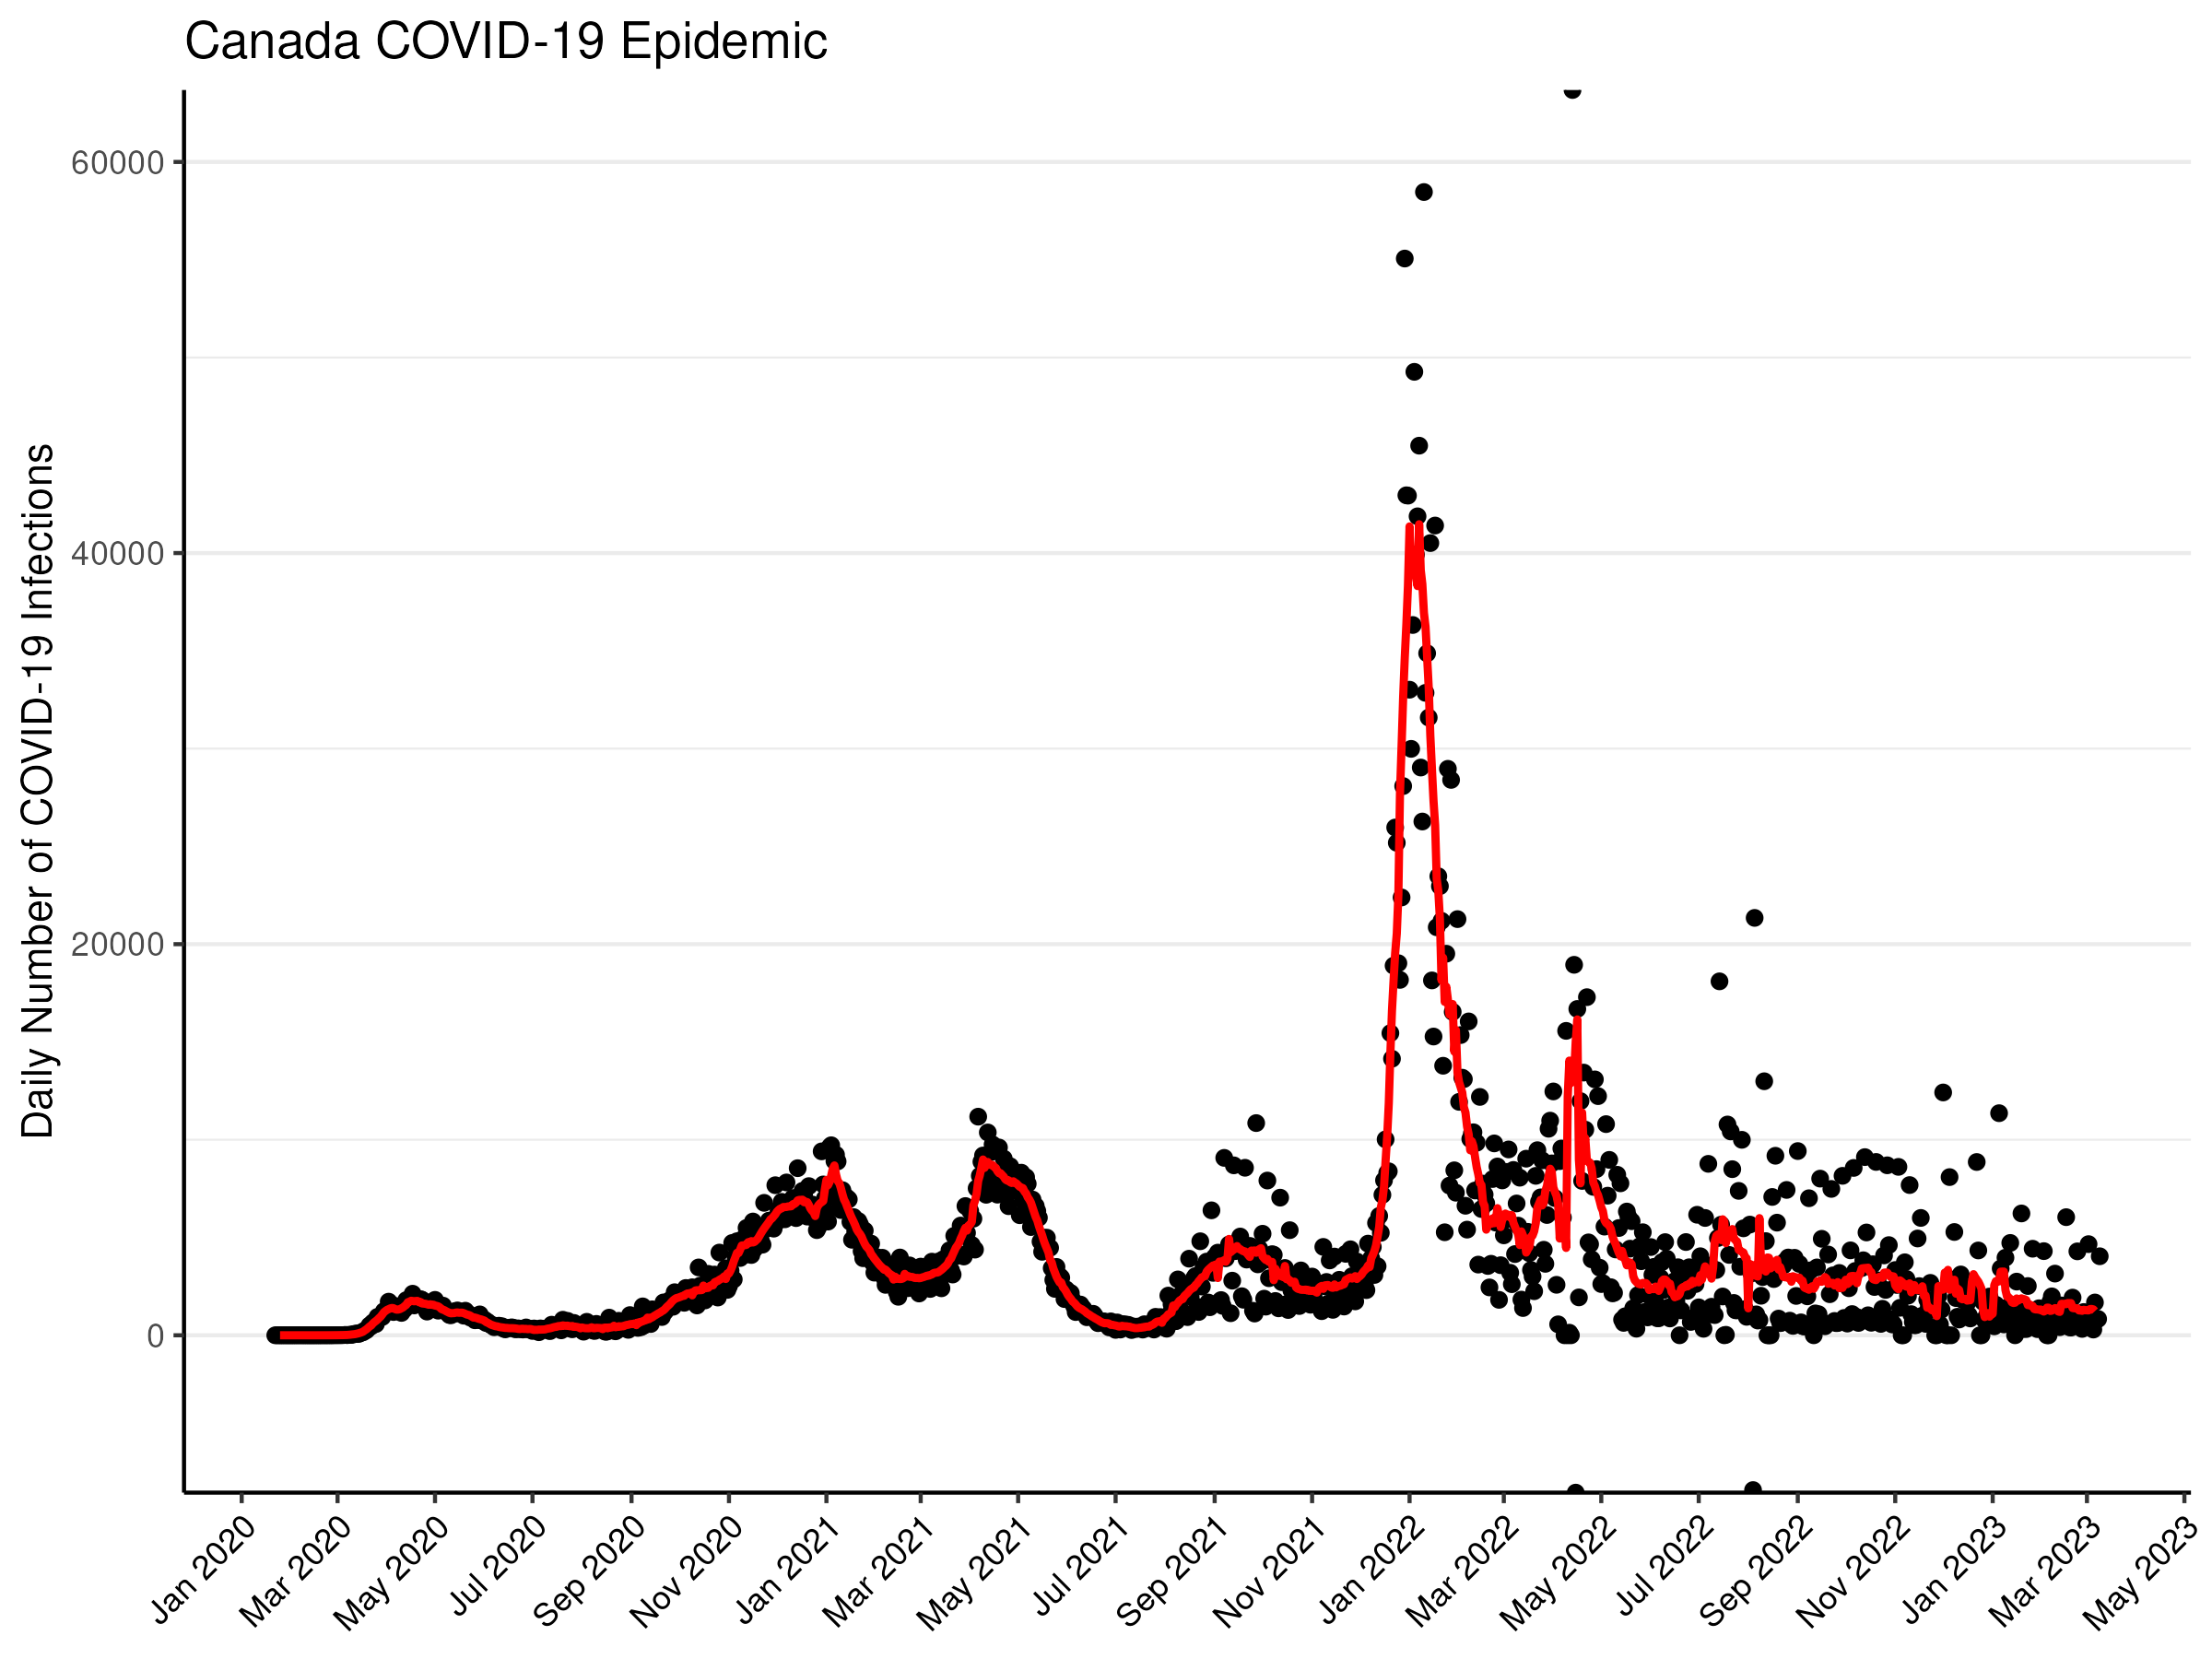 Canada COVID-19 Epidemic
Daily Number of COVID-19 Infections
60000
40000
20000
0
Jan 2020
Mar 2020
May 2020
Jul 2020
Sep 2020
Nov 2020
Jan 2021
Mar 2021
May 2021
Jul 2021
Sep 2021
Nov 2021
Jan 2022
Mar 2022
May 2022
Jul 2022
Sep 2022
Nov 2022
Jan 2023
Mar 2023
May 2023